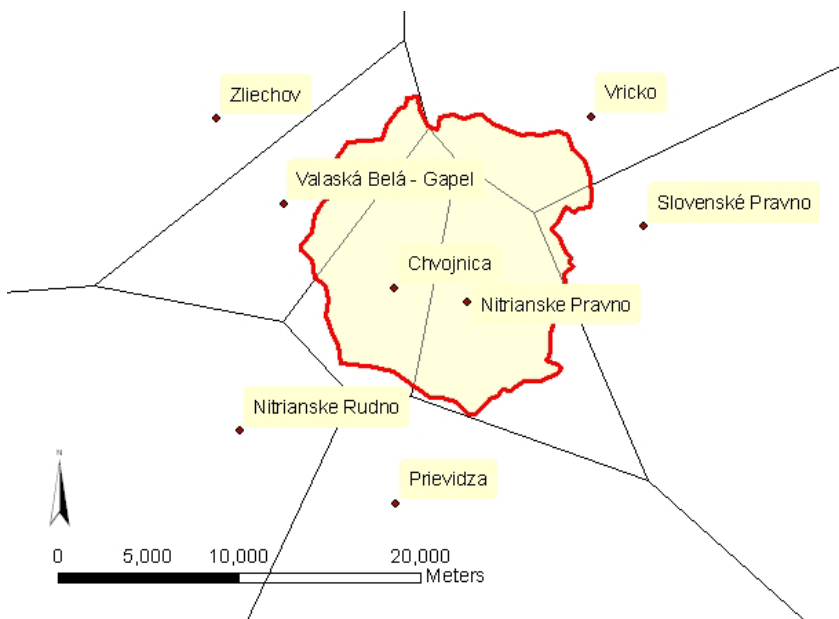 Zliechov
Vricko
Valaská Belá - Gapel
Slovenské Pravno
Chvojnica
Nitrianske Pravno
Nitrianske Rudno
Prievidza
N
0 5,000 10,000 20,000
Meters